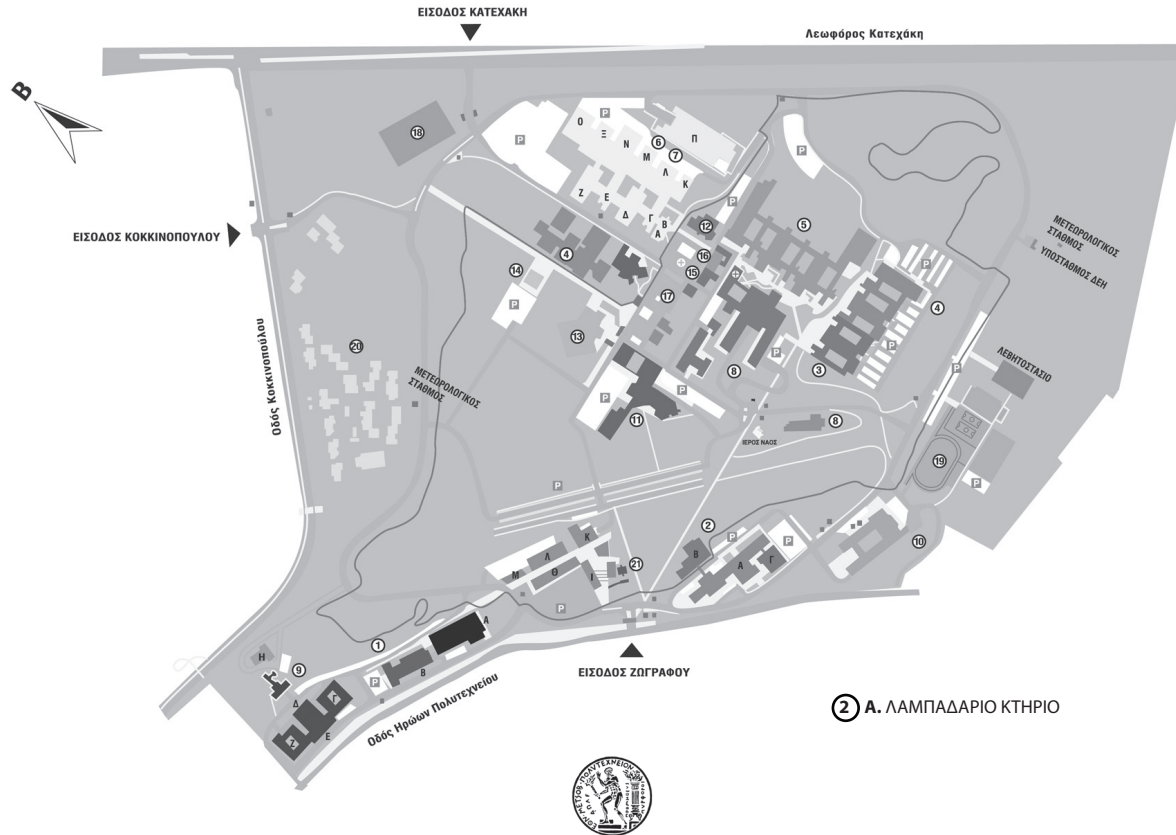 ΕΙΣΟΔΟΣ ΚΑΤΕΧΑΚΗ
Λεωφόρος Κατεχάκη
Β
18
P
P
Ο
Ξ
Ν
Μ
Λ
Κ
6
7
Π
P
Ζ
Ε
Δ
Γ
Β
Α
P
12
5
ΕΙΣΟΔΟΣ ΚΟΚΚΙΝΟΠΟΥΛΟΥ
ΜΕΤΕΩΡΟΛΟΓΙΚΟΣ
ΣΤΑΘΜΟΣ
ΥΠΟΣΤΑΘΜΟΣ ΔΕΗ
4
14
16
15
17
P
P
4
13
P
Οδός Κοκκινοπούλου
20
ΜΕΤΕΩΡΟΛΟΓΙΚΟΣ
ΣΤΑΘΜΟΣ
P
8
3
P
ΛΕΒΗΤΟΣΤΑΣΙΟ
P
P
11
8
ΙΕΡΟΣ ΝΑΟΣ
19
P
P
2
P
P
10
Κ
Λ
Θ
Μ
Ι
21
Β
Α
Γ
P
1
Α
Β
P
Η
9
Δ
Γ
Ε
Ζ
Οδός Ηρώων Πολυτεχνείου
ΕΙΣΟΔΟΣ ΖΩΓΡΑΦΟΥ
2 Α. ΛΑΜΠΑΔΑΡΙΟ ΚΤΗΡΙΟ